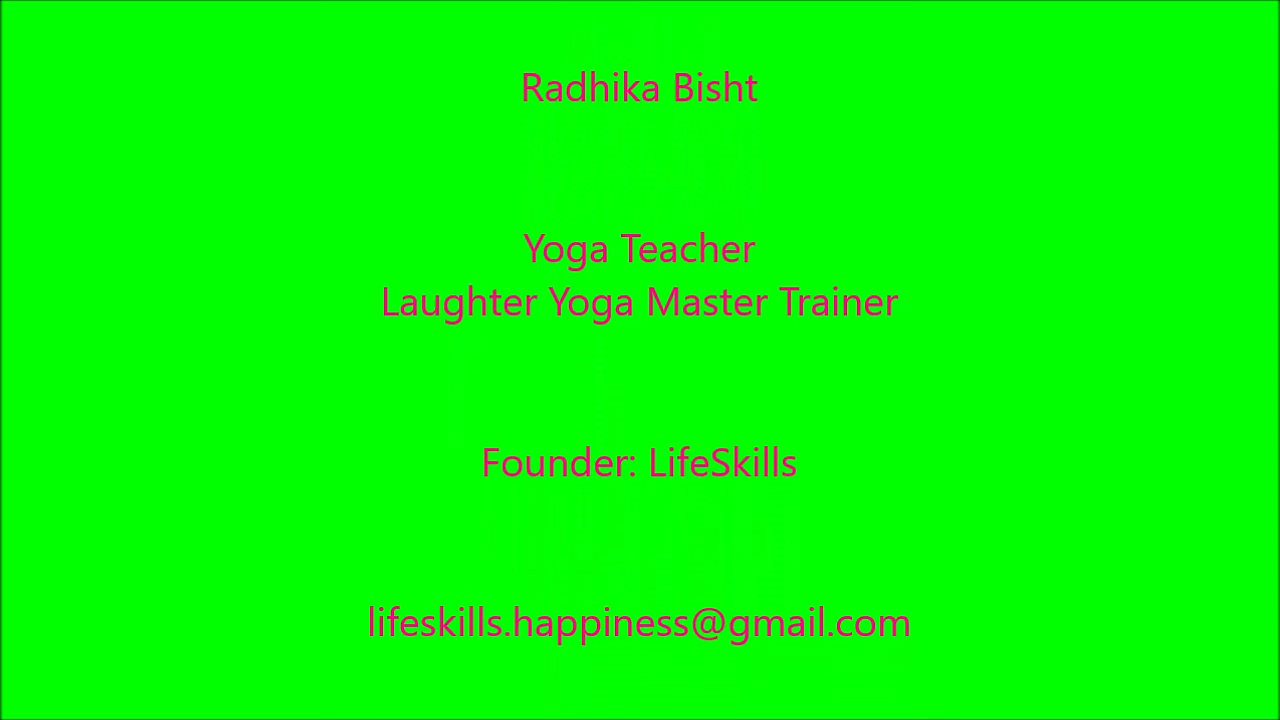 Radhika Bisht
Yoga Teacher
Laughter Yoga Master Trainer
Founder: LifeSkills
lifeskills.happiness@gmail.com